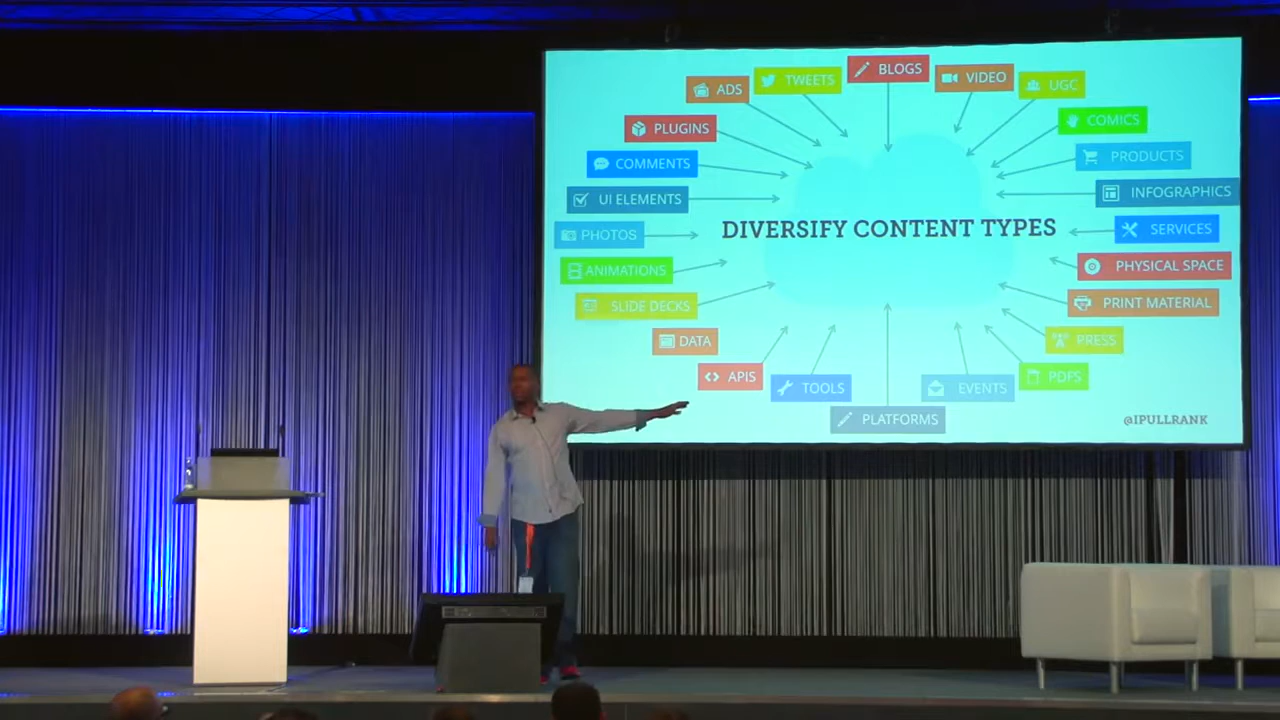 BLOGS
TWEETS
VIDEO
ADS
UGC
COMICS
PLUGINS
PRODUCTS
COMMENTS
INFOGRAPHICS
UI ELEMENTS
DIVERSIFY CONTENT TYPES
SERVICES
PHOTOS
PHYSICAL SPACE
ANIMATIONS
PRINT MATERIAL
SLIDE DECKS
PRESS
DATA
APIS
PDFS
TOOLS
EVENTS
PLATFORMS
@IPULLRANK